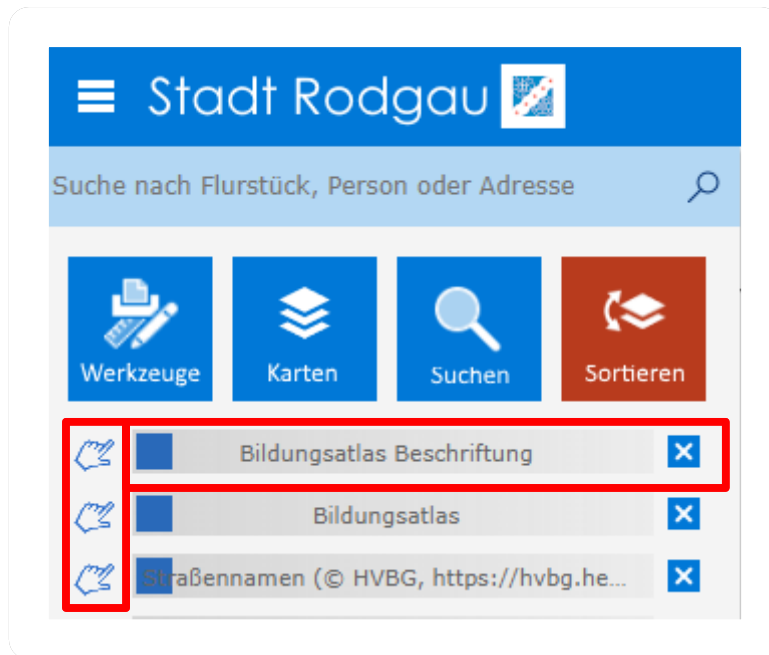 Stadt Rodgau
Suche nach Flurstück, Person oder Adresse
Werkzeuge Karten Suchen Sortieren
Bildungsatlas Beschriftung
Bildungsatlas
Straßennamen (© HVBG, https://hvbg.he...